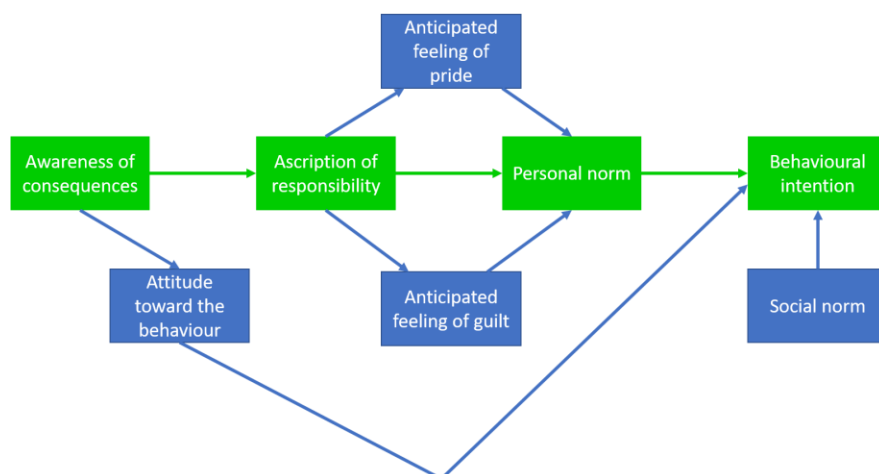 Anticipated
feeling of
pride
Awareness of
consequences
Ascription of
responsibility
Personal norm
Behavioural
intention
Attitude
toward the
behaviour
Anticipated
feeling of guilt
Social norm